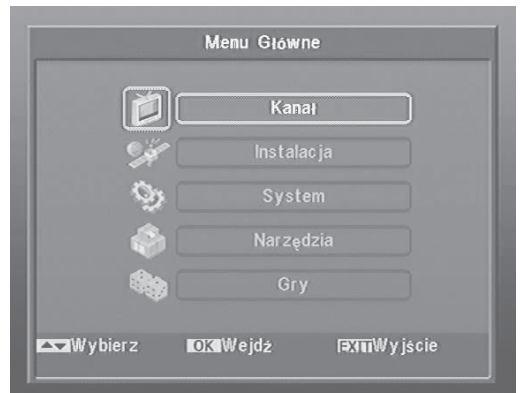 Menu Główne
Kanał
Instalacja
System
Narzędzia
Gry
Wybierz OK Wejdź EXIT Wyjście